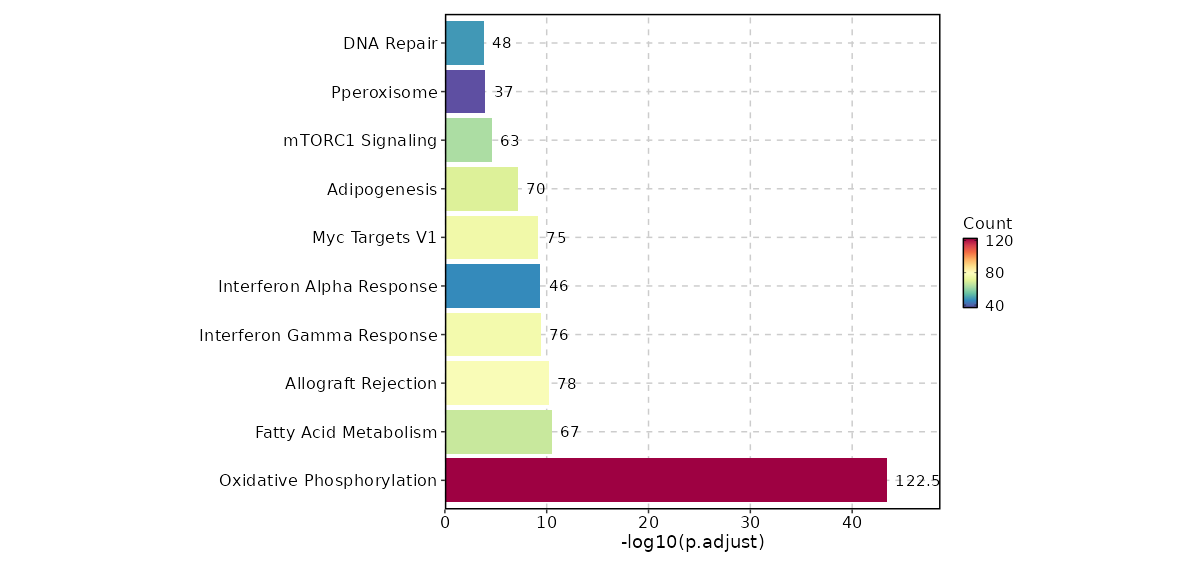 DNA Repair 48
Pperoxisome 37
mTORC1 Signaling 63
Adipogenesis 70
Myc Targets V1 75
Interferon Alpha Response 46
Interferon Gamma Response 76
Allograft Rejection 78
Fatty Acid Metabolism 67
Oxidative Phosphorylation 122.5
0 10 20 30 40
-log10(p.adjust)
Count
120
80
40